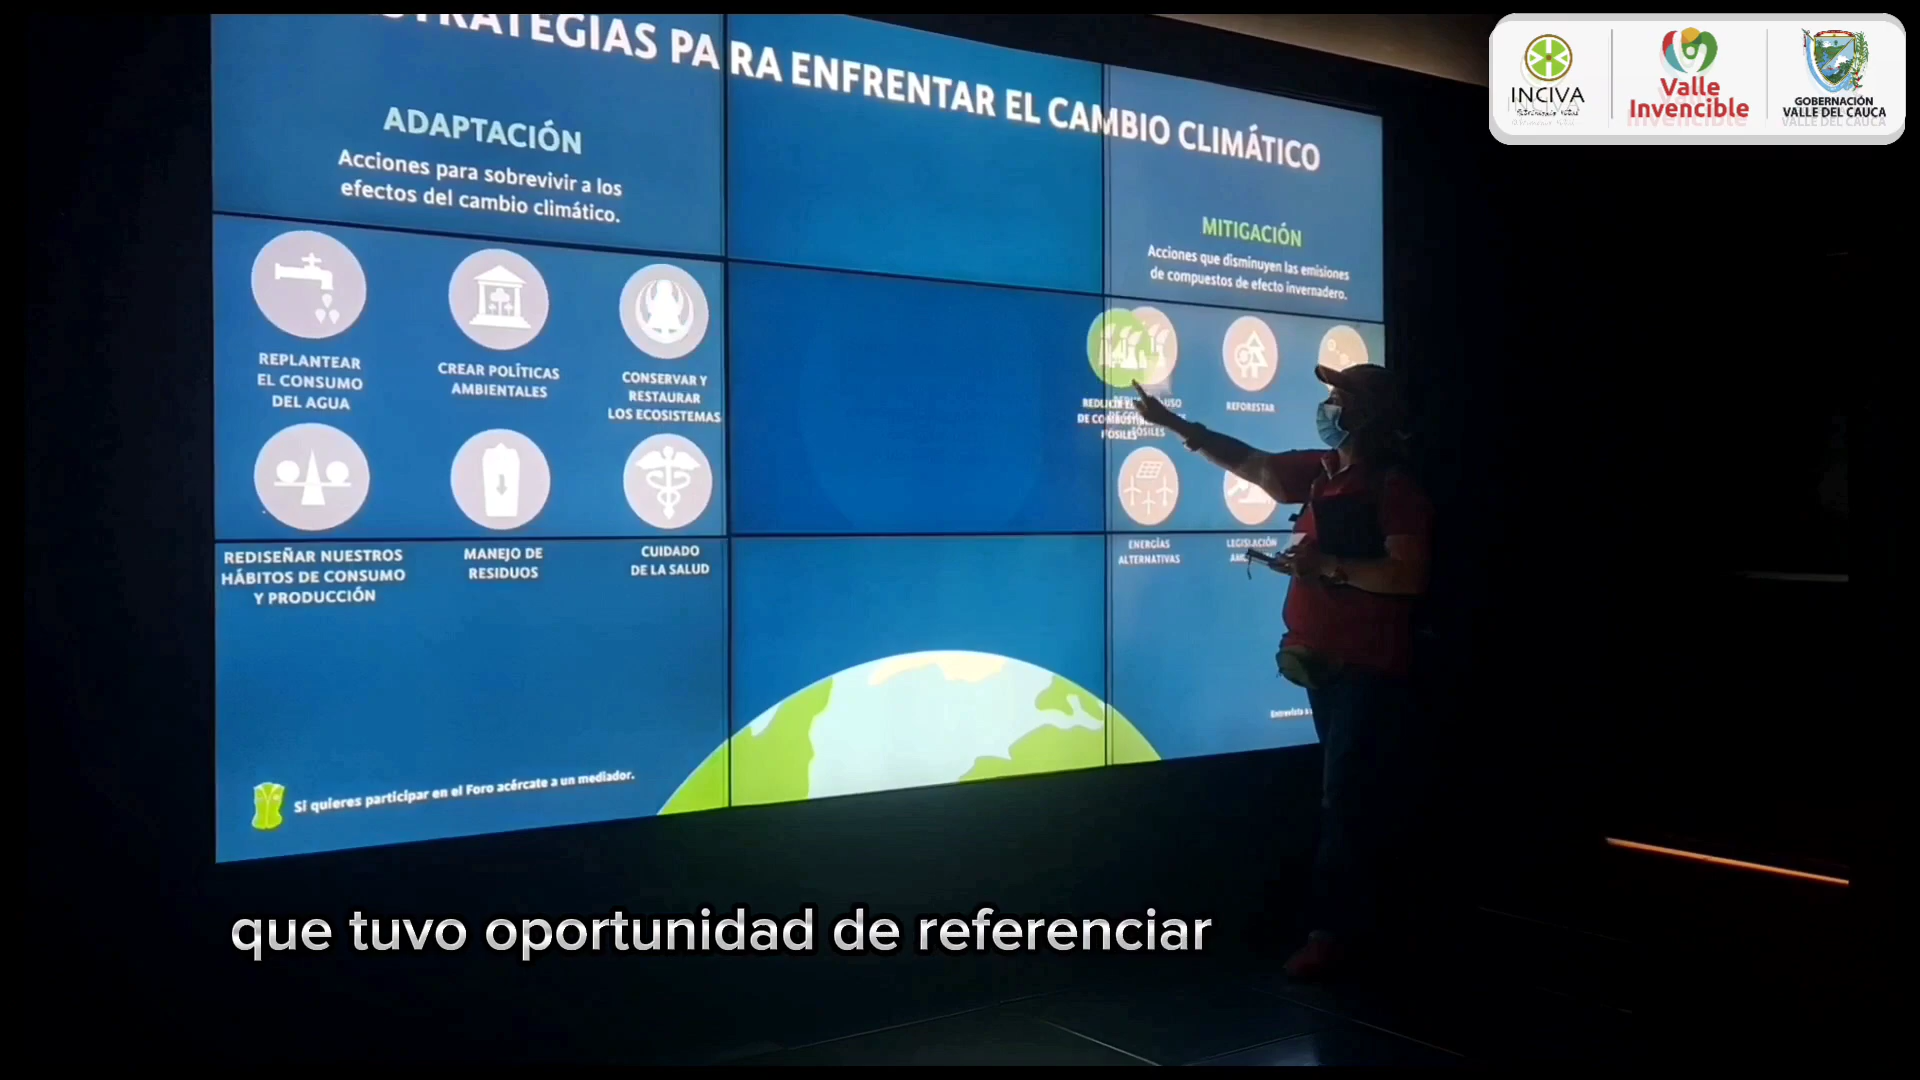 ESTRATEGIAS PARA ENFRENTAR EL CAMBIO CLIMÁTICO
ADAPTACIÓN
Acciones para sobrevivir a los
efectos del cambio climático.
REPLANTEAR
EL CONSUMO
DEL AGUA
CREAR POLÍTICAS
AMBIENTALES
CONSERVAR Y
RESTAURAR
LOS ECOSISTEMAS
REDISEÑAR NUESTROS
HÁBITOS DE CONSUMO
Y PRODUCCIÓN
MANEJO DE
RESIDUOS
CUIDADO
DE LA SALUD
MITIGACIÓN
Acciones que disminuyen las emisiones
de compuestos de efecto invernadero.
FÓSILES
REFORESTAR
ENERGÍAS
ALTERNATIVAS
LEGISLACIÓN
Si quieres participar en el Foro acércate a un mediador.
INCIVA
Valle
Invencible
GOBERNACIÓN
VALLE DEL CAUCA
que tuvo oportunidad de referenciar